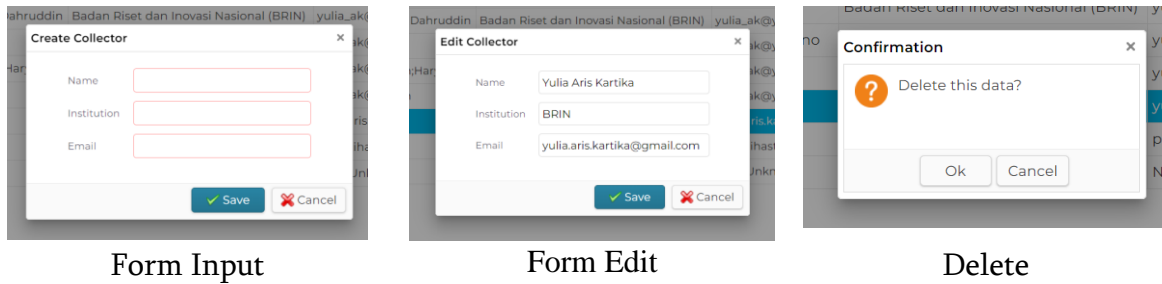 Dahruddin Badan Riset dan Inovasi Nasional (BRIN) yulia_ak@
Create Collector ×
Name
Institution
Email
Save Cancel
Dahruddin Badan Riset dan Inovasi Nasional (BRIN) yulia_ak@y
Edit Collector ×
Name Yulia Aris Kartika
Institution BRIN
Email yulia.aris.kartika@gmail.com
Save Cancel
Badan Riset dan Inovasi Nasional (BRIN)
Confirmation ×
Delete this data?
Ok Cancel
Form Input
Form Edit
Delete